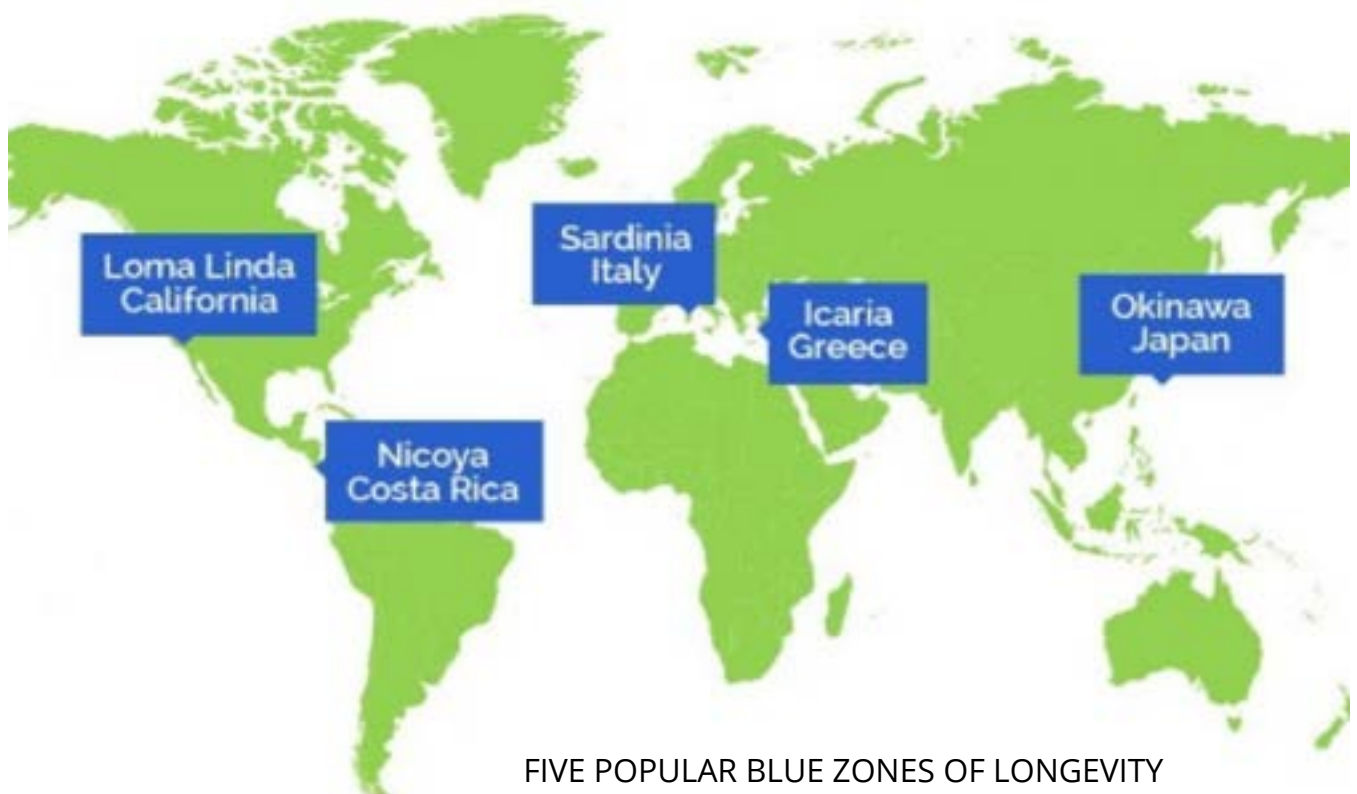 Loma Linda
California
Sardinia
Italy
Icaria
Greece
Okinawa
Japan
Nicoya
Costa Rica
FIVE POPULAR BLUE ZONES OF LONGEVITY